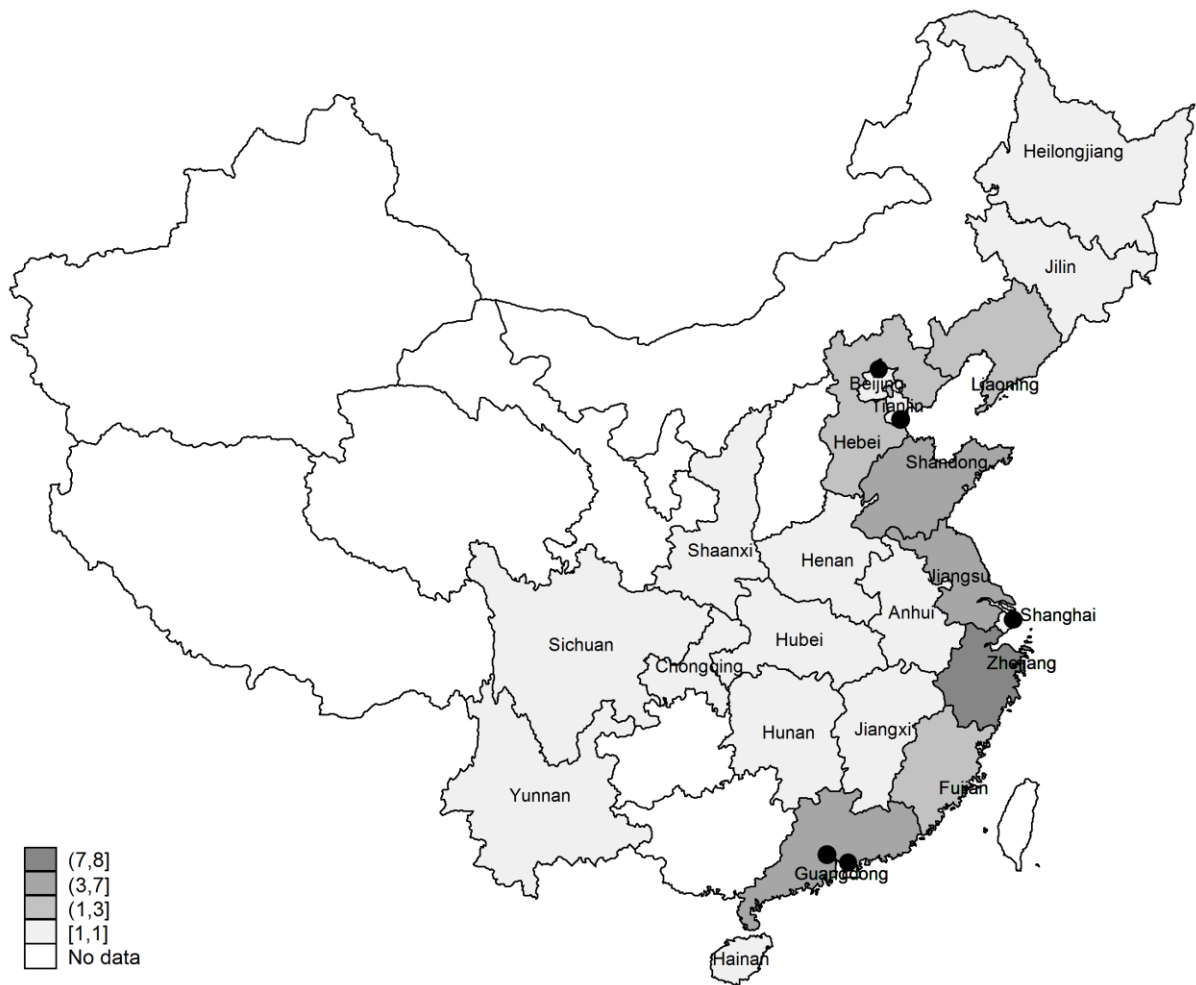 Heilongjiang
Jilin
Liaoning
Beijing
Tianjin
Hebei
Shandong
Shaanxi
Henan
Jiangsu
Anhui
Shanghai
Sichuan
Hubei
Chongqing
Zhejiang
Hunan
Jiangxi
Yunnan
Fujian
Guangdong
Hainan
(7,8]
(3,7]
(1,3]
[1,1]
No data